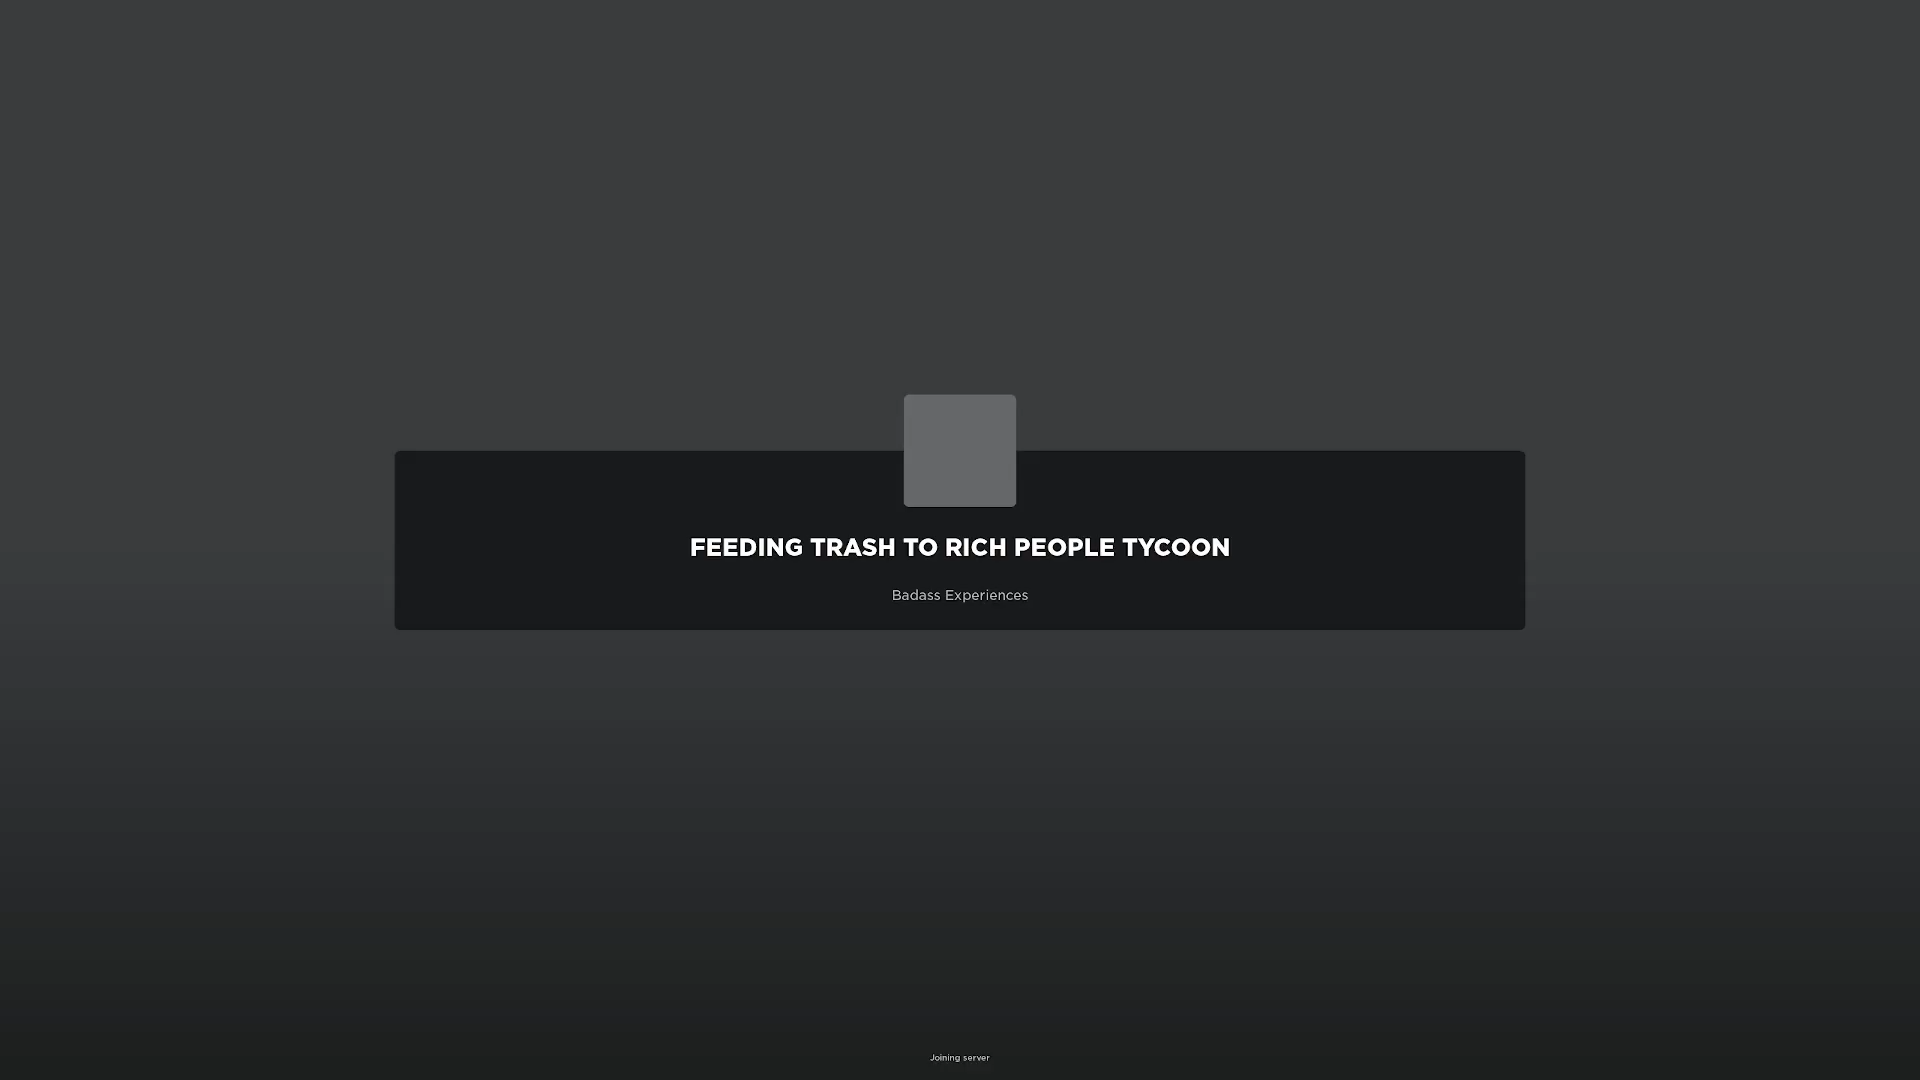 FEEDING TRASH TO RICH PEOPLE TYCOON
Badass Experiences
Joining server